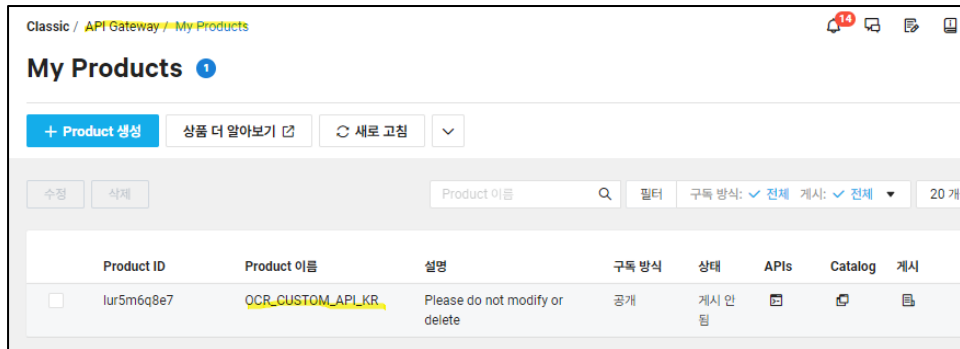 Classic / API Gateway / My Products
14
My Products 1
+ Product 생성 상품 더 알아보기 새로 고침
수정 삭제 Product 이름 필터 구독 방식: 전체 게시: 전체 20 개
Product ID Product 이름 설명 구독 방식 상태 APIs Catalog 게시
lur5m6q8e7 OCR_CUSTOM_API_KR Please do not modify or 공개 게시 안
delete 됨